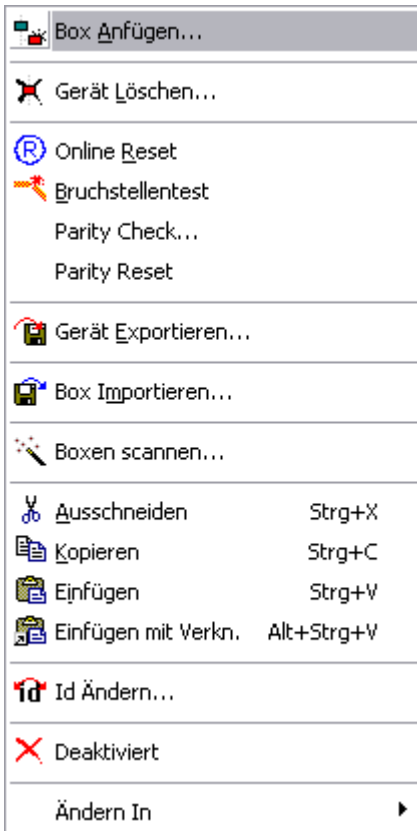 Box Anfügen...
Gerät Löschen...
Online Reset
Bruchstellentest
Parity Check...
Parity Reset
Gerät Exportieren...
Box Importieren...
Boxen scannen...
Ausschneiden Strg+X
Kopieren Strg+C
Einfügen Strg+V
Einfügen mit Verkn. Alt+Strg+V
id Id Ändern...
Deaktiviert
Ändern In